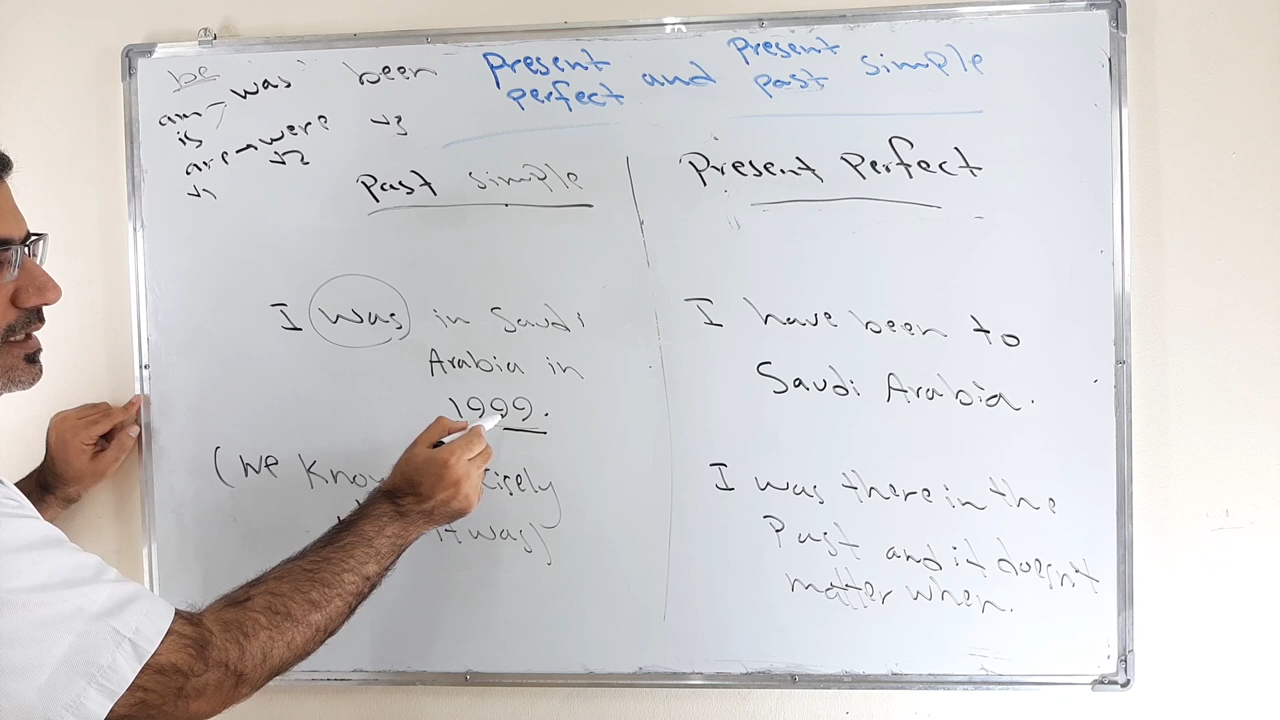 be
am
is
are → were
was
been
v1
v2
v3
present perfect and present past simple
Past simple
I was in Saudi
Arabia in
1999.
(we know
it was)
Present Perfect
I have been to
Saudi Arabia.
I was there in the
Past and it doesn't
matter when.